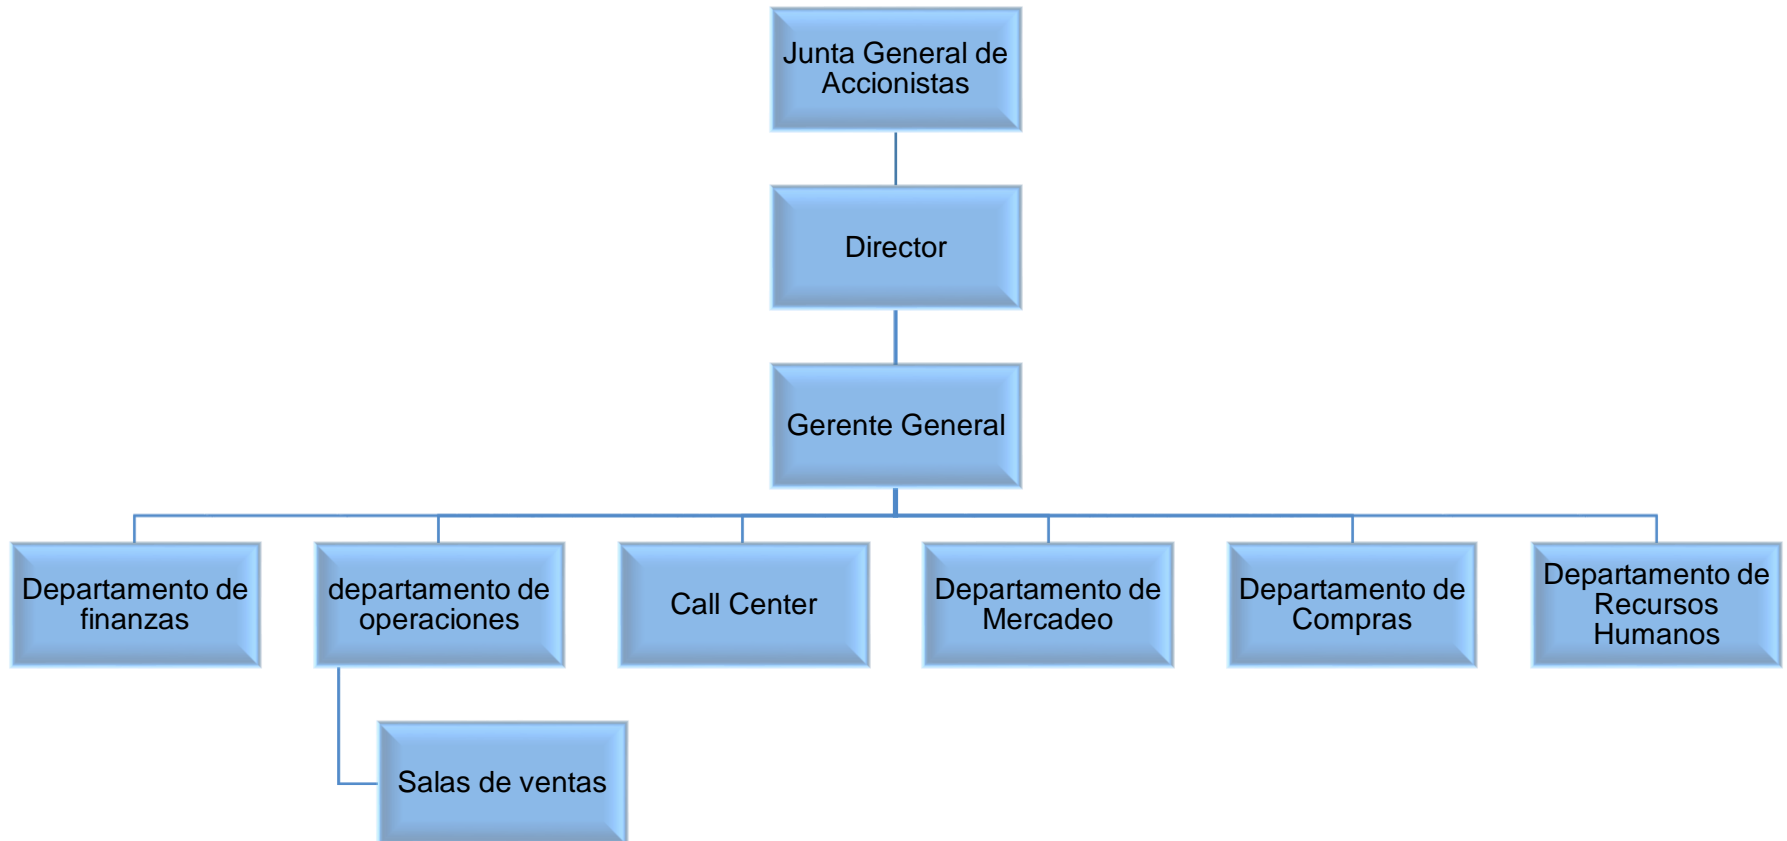 Junta General de
Accionistas
Director
Gerente General
Departamento de
finanzas
departamento de
operaciones
Call Center
Departamento de
Mercadeo
Departamento de
Compras
Departamento de
Recursos
Humanos
Salas de ventas